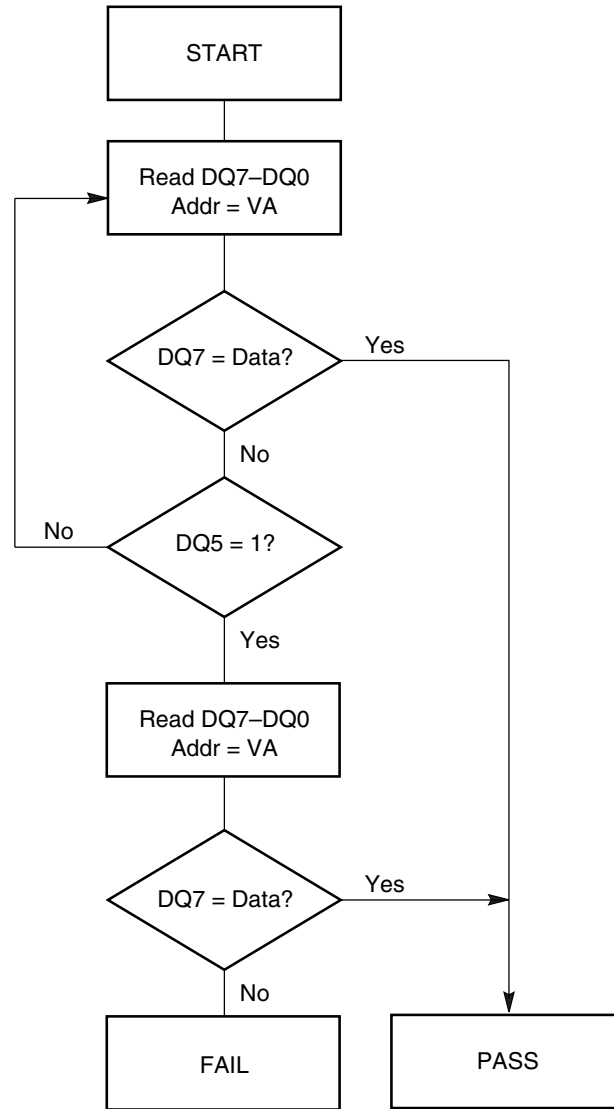 START
Read DQ7–DQ0
Addr = VA
DQ7 = Data?
Yes
No
No
DQ5 = 1?
Yes
Read DQ7–DQ0
Addr = VA
DQ7 = Data?
Yes
No
FAIL
PASS